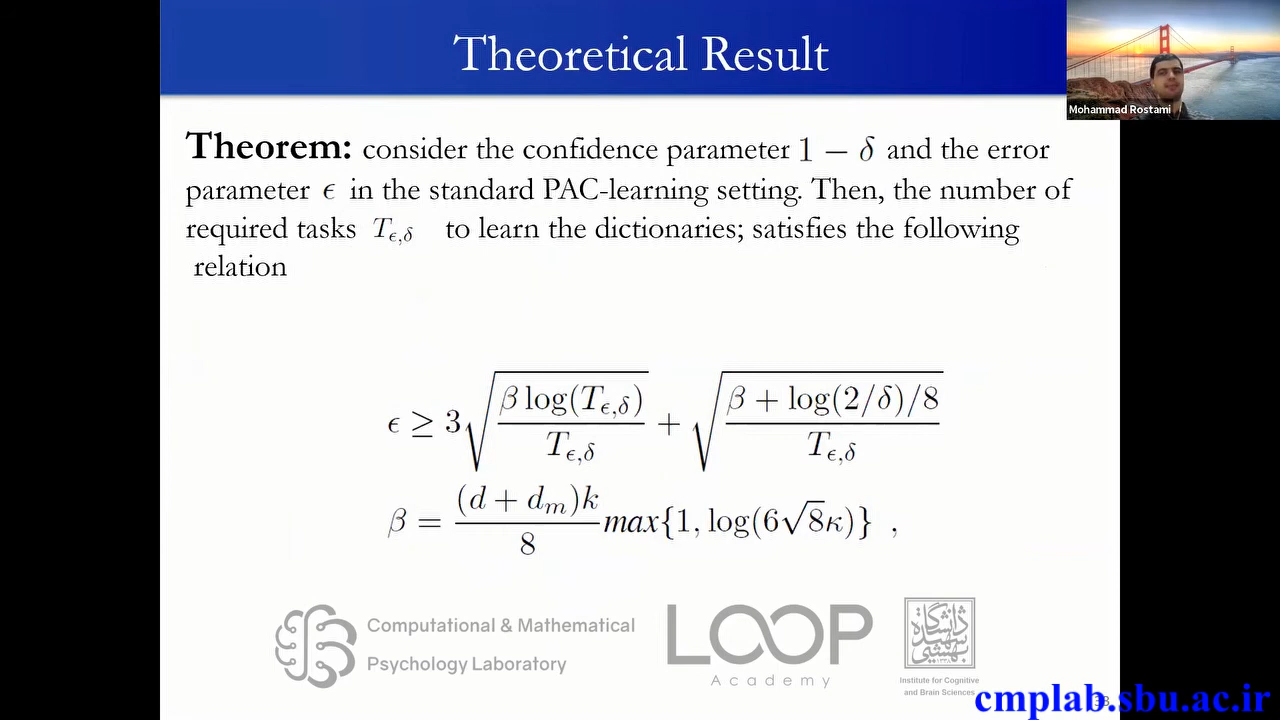 Theoretical Result
Mohammad Rostami
Theorem: consider the confidence parameter 1 − δ and the error
parameter ϵ in the standard PAC-learning setting. Then, the number of
required tasks T_{ϵ,δ} to learn the dictionaries; satisfies the following
relation
ϵ ≥ 3√(β log(T_{ϵ,δ}) / T_{ϵ,δ}) + √((β + log(2/δ)/8) / T_{ϵ,δ})
β = (d + d_m)k / 8 max{1, log(6√8κ)} ,
Computational & Mathematical
Psychology Laboratory
LOOP
Academy
دانشگاه
شهید
بهشتی
Institute for Cognitive
and Brain Sciences
cmplab.sbu.ac.ir